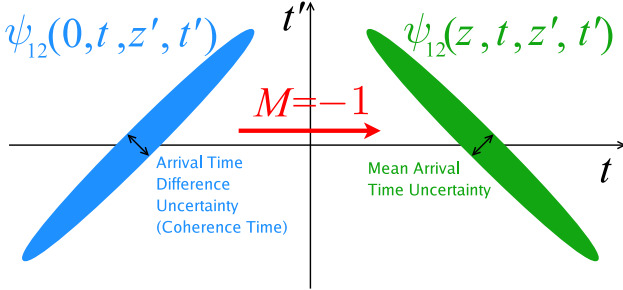 ψ₁₂(0,t,z′,t′)
t′
ψ₁₂(z,t,z′,t′)
M=−1
Arrival Time
Difference
Uncertainty
(Coherence Time)
Mean Arrival
Time Uncertainty
t